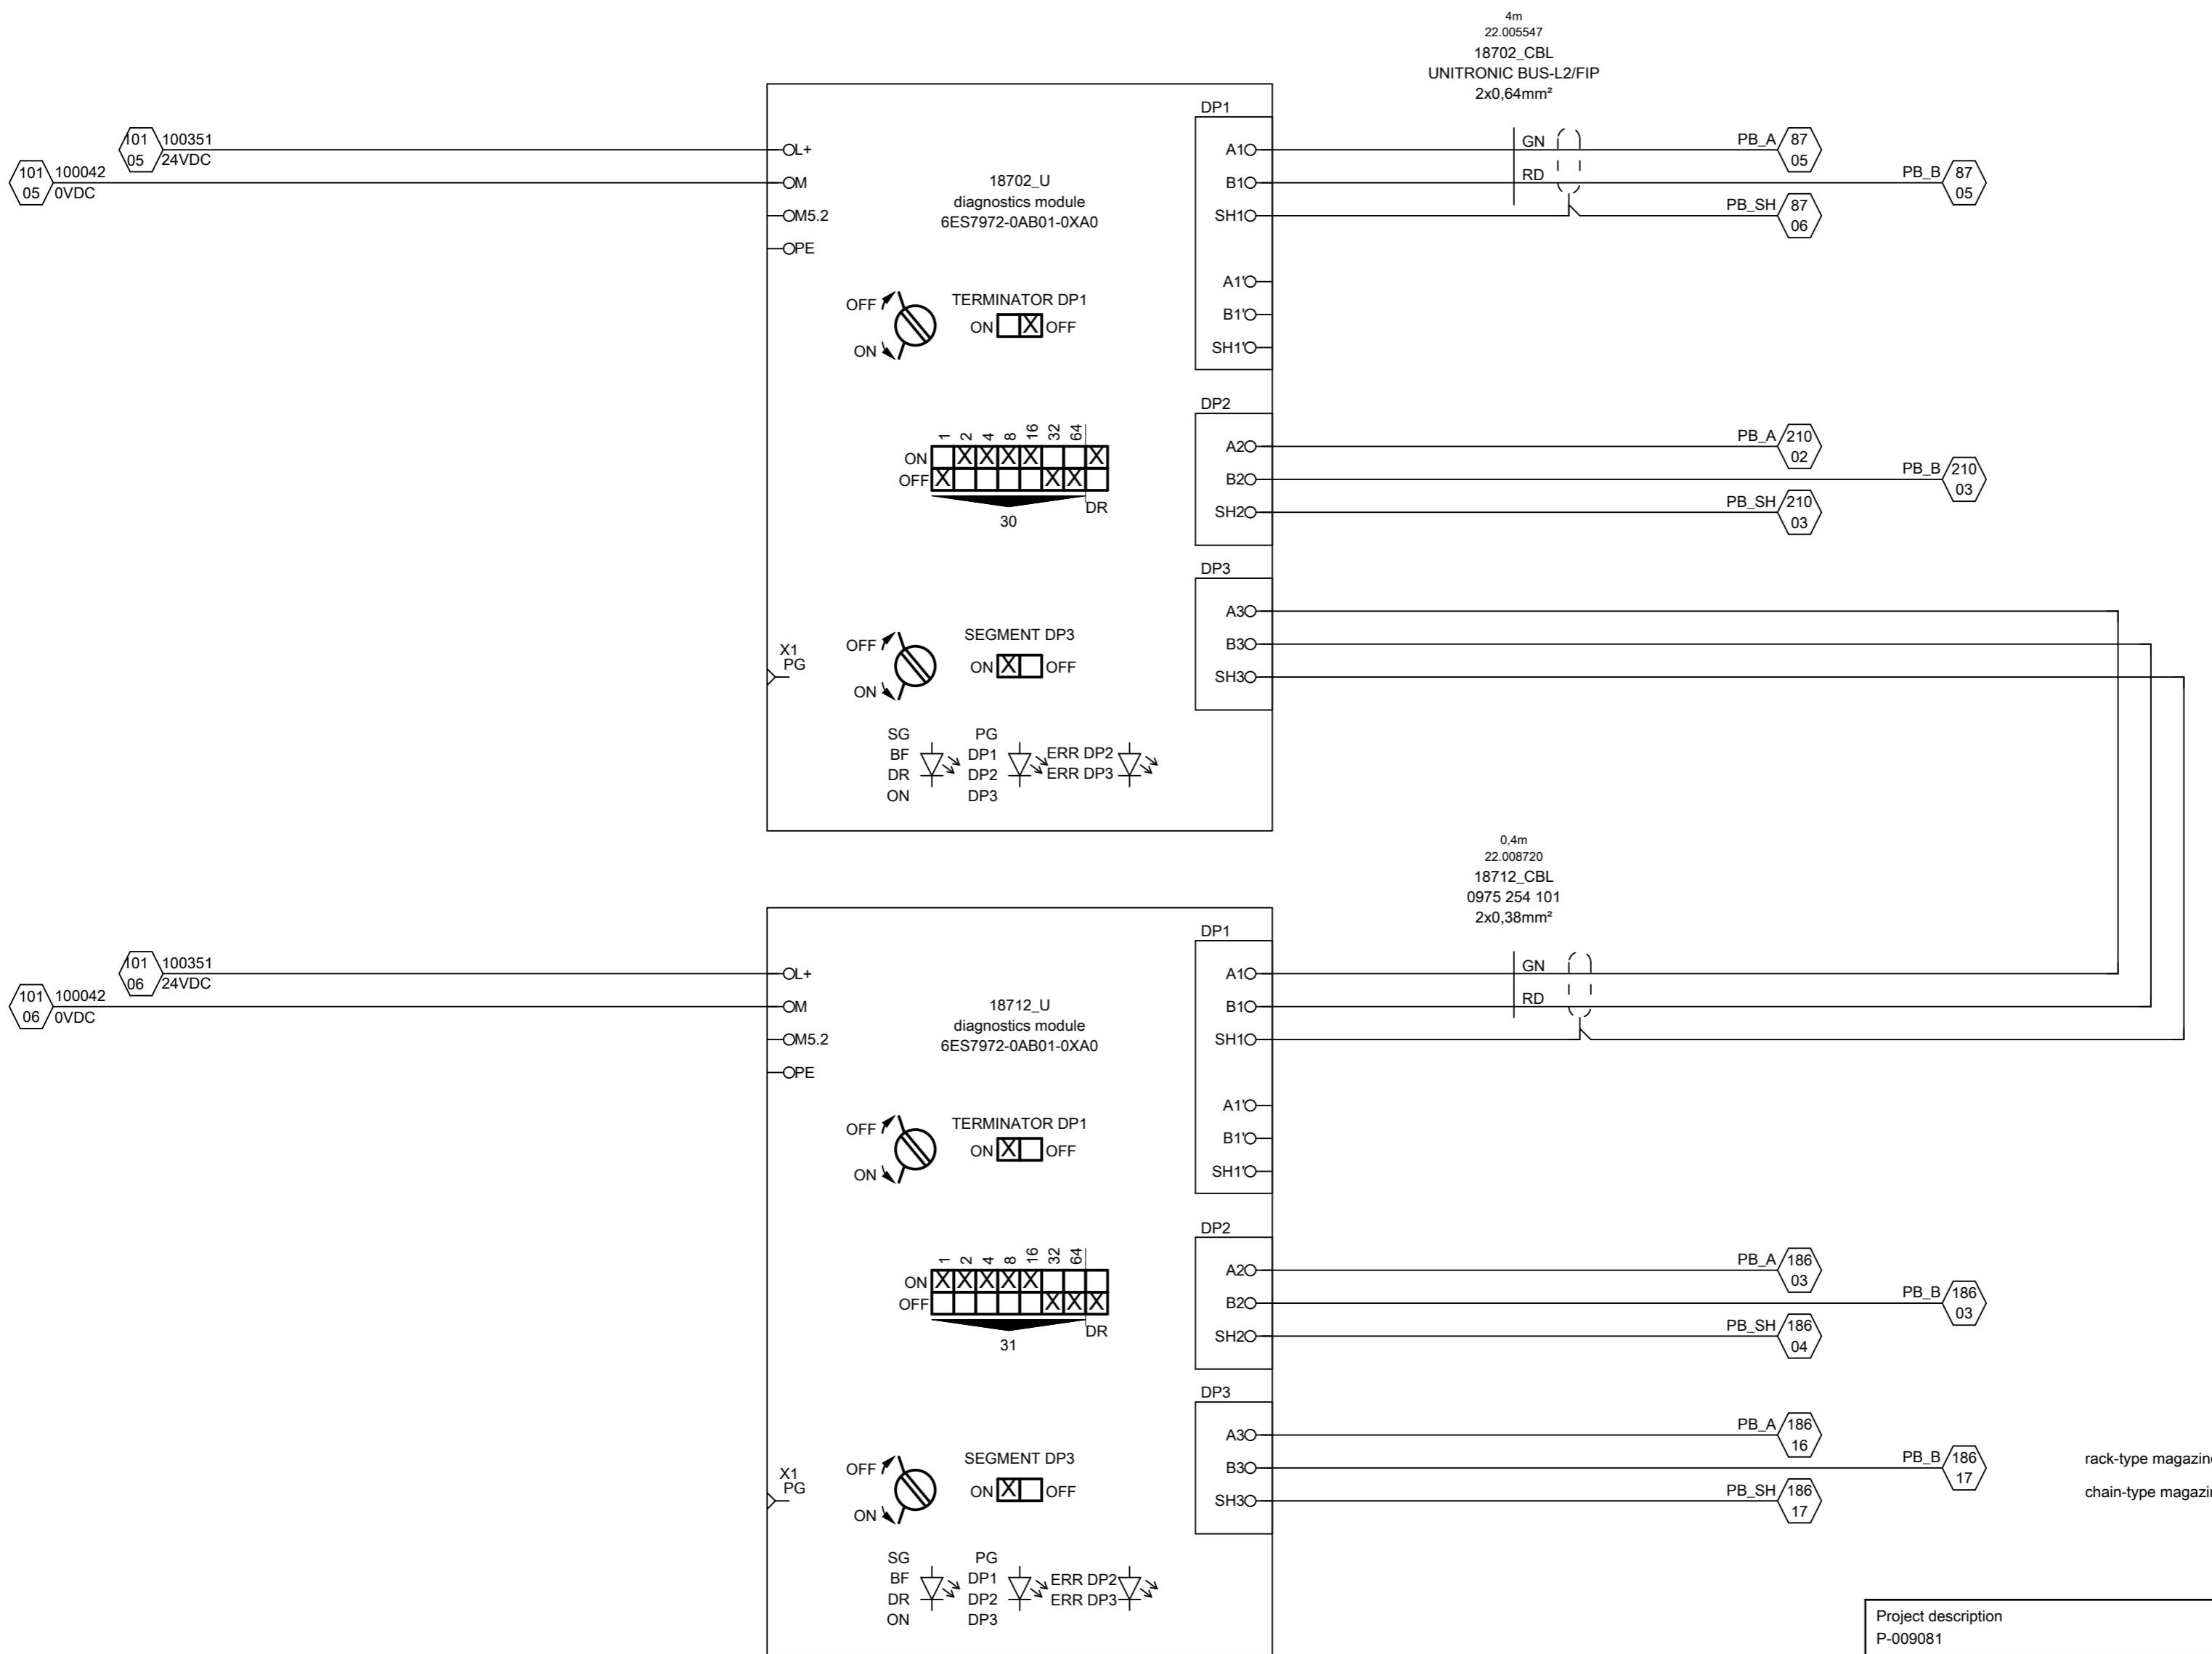 4m
22.005547
18702_CBL
UNITRONIC BUS-L2/FIP
2x0,64mm²
101
05
100351
24VDC
101
05
100042
0VDC
L+
M
M5.2
PE
18702_U
diagnostics module
6ES7972-0AB01-0XA0
DP1
A1
B1
SH1
A1'
B1'
SH1'
GN
RD
PB_A
87
05
PB_B
87
05
PB_SH
87
06
OFF
ON
TERMINATOR DP1
ON X OFF
1 2 4 8 16 32 64
ON X X X X X
OFF X X X
DR
30
DP2
A2
B2
SH2
PB_A
210
02
PB_B
210
03
PB_SH
210
03
DP3
A3
B3
SH3
X1
PG
OFF
ON
SEGMENT DP3
ON X OFF
SG
BF
DR
ON
PG
DP1
DP2
DP3
ERR DP2
ERR DP3
0,4m
22.008720
18712_CBL
0975 254 101
2x0,38mm²
101
06
100351
24VDC
101
06
100042
0VDC
L+
M
M5.2
PE
18712_U
diagnostics module
6ES7972-0AB01-0XA0
DP1
A1
B1
SH1
A1'
B1'
SH1'
GN
RD
OFF
ON
TERMINATOR DP1
ON X OFF
1 2 4 8 16 32 64
ON X X X X X
OFF X X X
DR
31
DP2
A2
B2
SH2
PB_A
186
03
PB_B
186
03
PB_SH
186
04
DP3
A3
B3
SH3
PB_A
186
16
PB_B
186
17
PB_SH
186
17
rack-type
chain-type
X1
PG
OFF
ON
SEGMENT DP3
ON X OFF
SG
BF
DR
ON
PG
DP1
DP2
DP3
ERR DP2
ERR DP3
Project description
P-009081